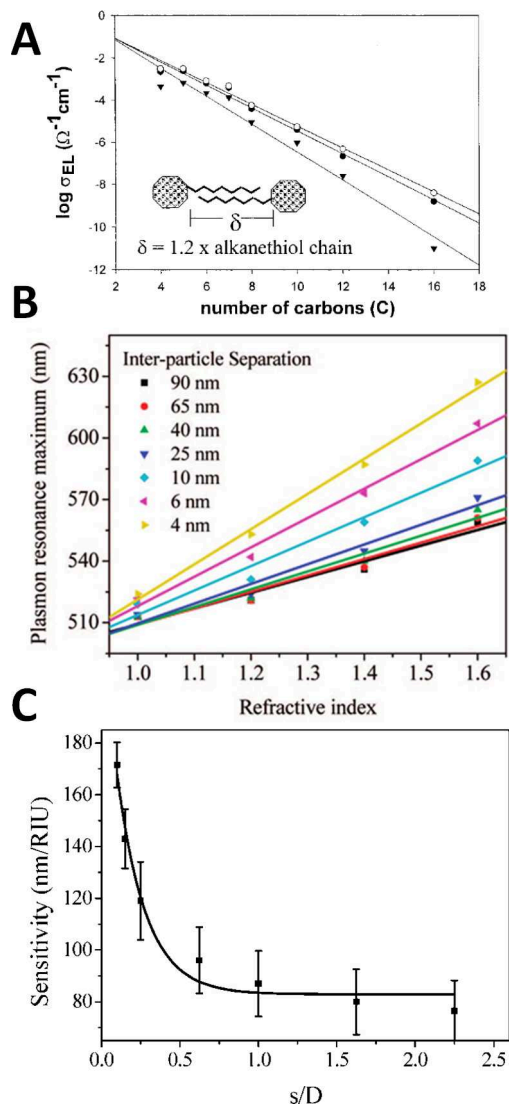 A
0
-2
-4
-6
-8
-10
-12
log σEL (Ω⁻¹cm⁻¹)
δ
δ = 1.2 x alkanethiol chain
2 4 6 8 10 12 14 16 18
number of carbons (C)
B
Plasmon resonance maximum (nm)
630
600
570
540
510
Inter-particle Separation
90 nm
65 nm
40 nm
25 nm
10 nm
6 nm
4 nm
1.0 1.1 1.2 1.3 1.4 1.5 1.6
Refractive index
C
Sensitivity (nm/RIU)
180
160
140
120
100
80
0.0 0.5 1.0 1.5 2.0 2.5
s/D